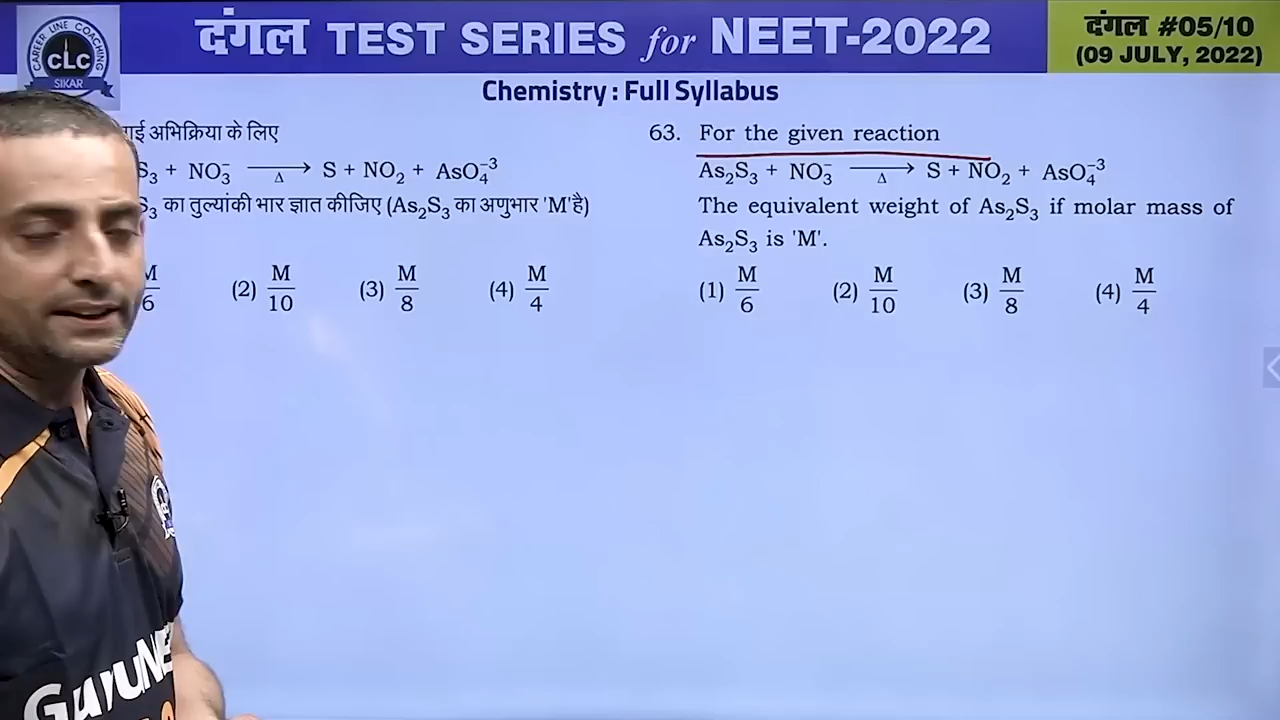 CAREER LINE COACHING
CLC
SIKAR
दंगल TEST SERIES for NEET-2022
दंगल #05/10
(09 JULY, 2022)
Chemistry : Full Syllabus
गई अभिक्रिया के लिए
S₃ + NO₃⁻ ⟶ S + NO₂ + AsO₄⁻³
Δ
S₃ का तुल्यांकी भार ज्ञात कीजिए (As₂S₃ का अणुभार 'M'है)
M/6 (2) M/10 (3) M/8 (4) M/4
63. For the given reaction
As₂S₃ + NO₃⁻ ⟶ S + NO₂ + AsO₄⁻³
Δ
The equivalent weight of As₂S₃ if molar mass of
As₂S₃ is 'M'.
(1) M/6 (2) M/10 (3) M/8 (4) M/4